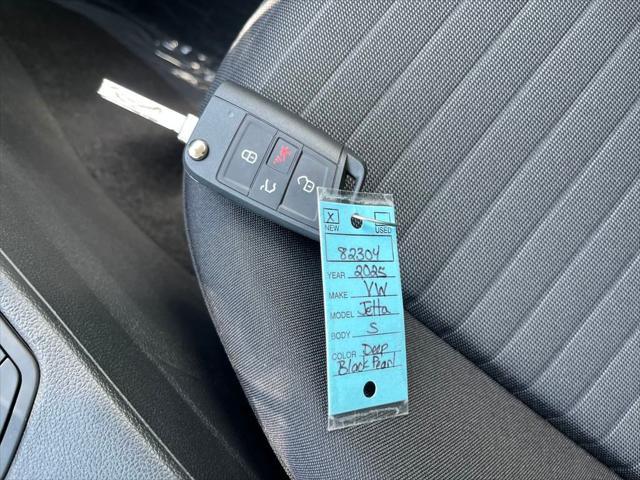 X
NEW USED
82304
YEAR 2025
MAKE VW
MODEL Jetta
BODY S
COLOR Deep
Black Pearl